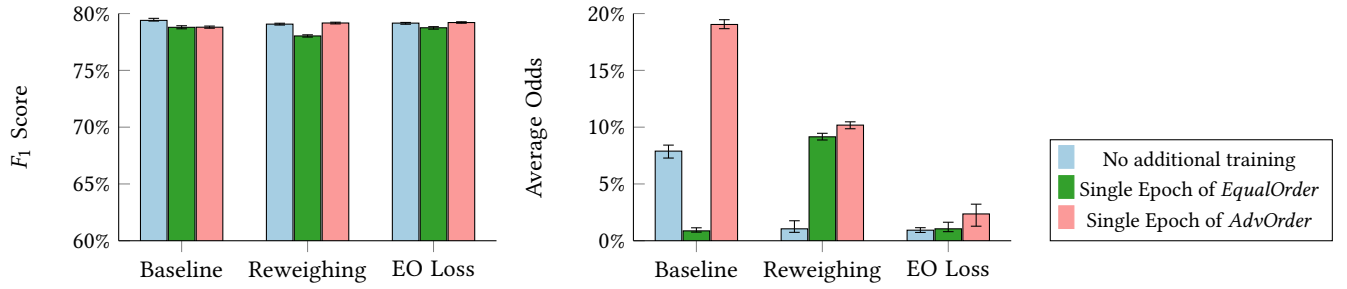 F₁ Score
80%
75%
70%
65%
60%
Baseline Reweighing EO Loss
Average Odds
20%
15%
10%
5%
0%
Baseline Reweighing EO Loss
No additional training
Single Epoch of EqualOrder
Single Epoch of AdvOrder